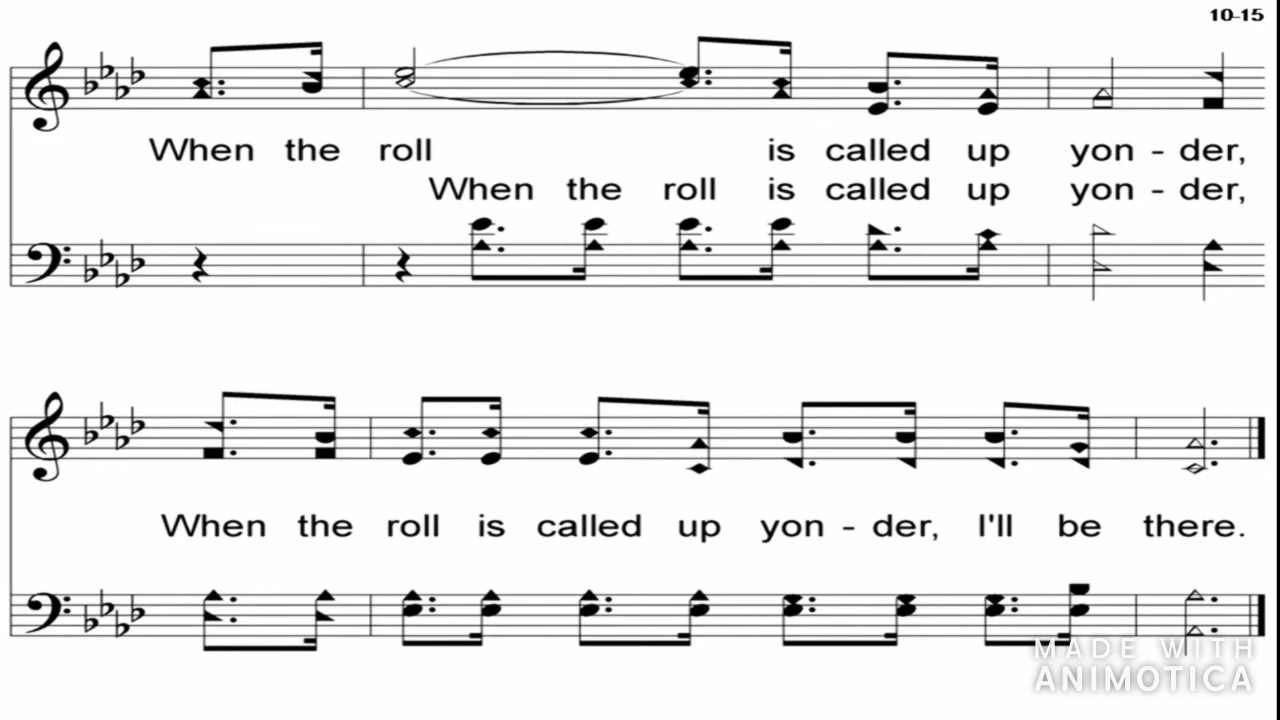 10-15
When the roll is called up yon - der,
When the roll is called up yon - der,
When the roll is called up yon - der, I'll be there.
MADE WITH
ANIMOTICA